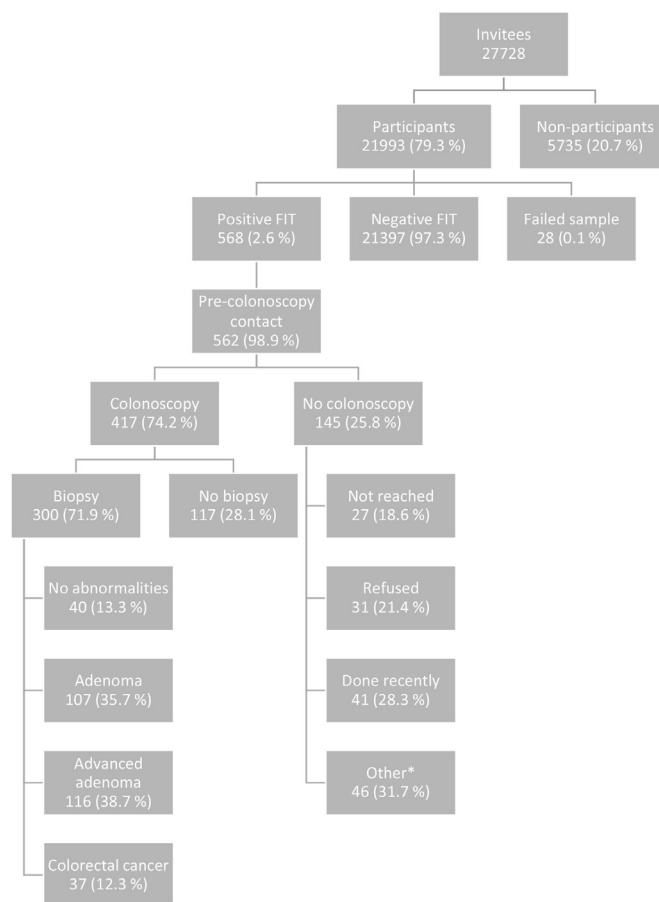 Invitees
27728
Participants
21993 (79.3 %)
Non-participants
5735 (20.7 %)
Positive FIT
568 (2.6 %)
Negative FIT
21397 (97.3 %)
Failed sample
28 (0.1 %)
Pre-colonoscopy
contact
562 (98.9 %)
Colonoscopy
417 (74.2 %)
No colonoscopy
145 (25.8 %)
Biopsy
300 (71.9 %)
No biopsy
117 (28.1 %)
Not reached
27 (18.6 %)
No abnormalities
40 (13.3 %)
Refused
31 (21.4 %)
Adenoma
107 (35.7 %)
Done recently
41 (28.3 %)
Advanced
adenoma
116 (38.7 %)
Other*
46 (31.7 %)
Colorectal cancer
37 (12.3 %)